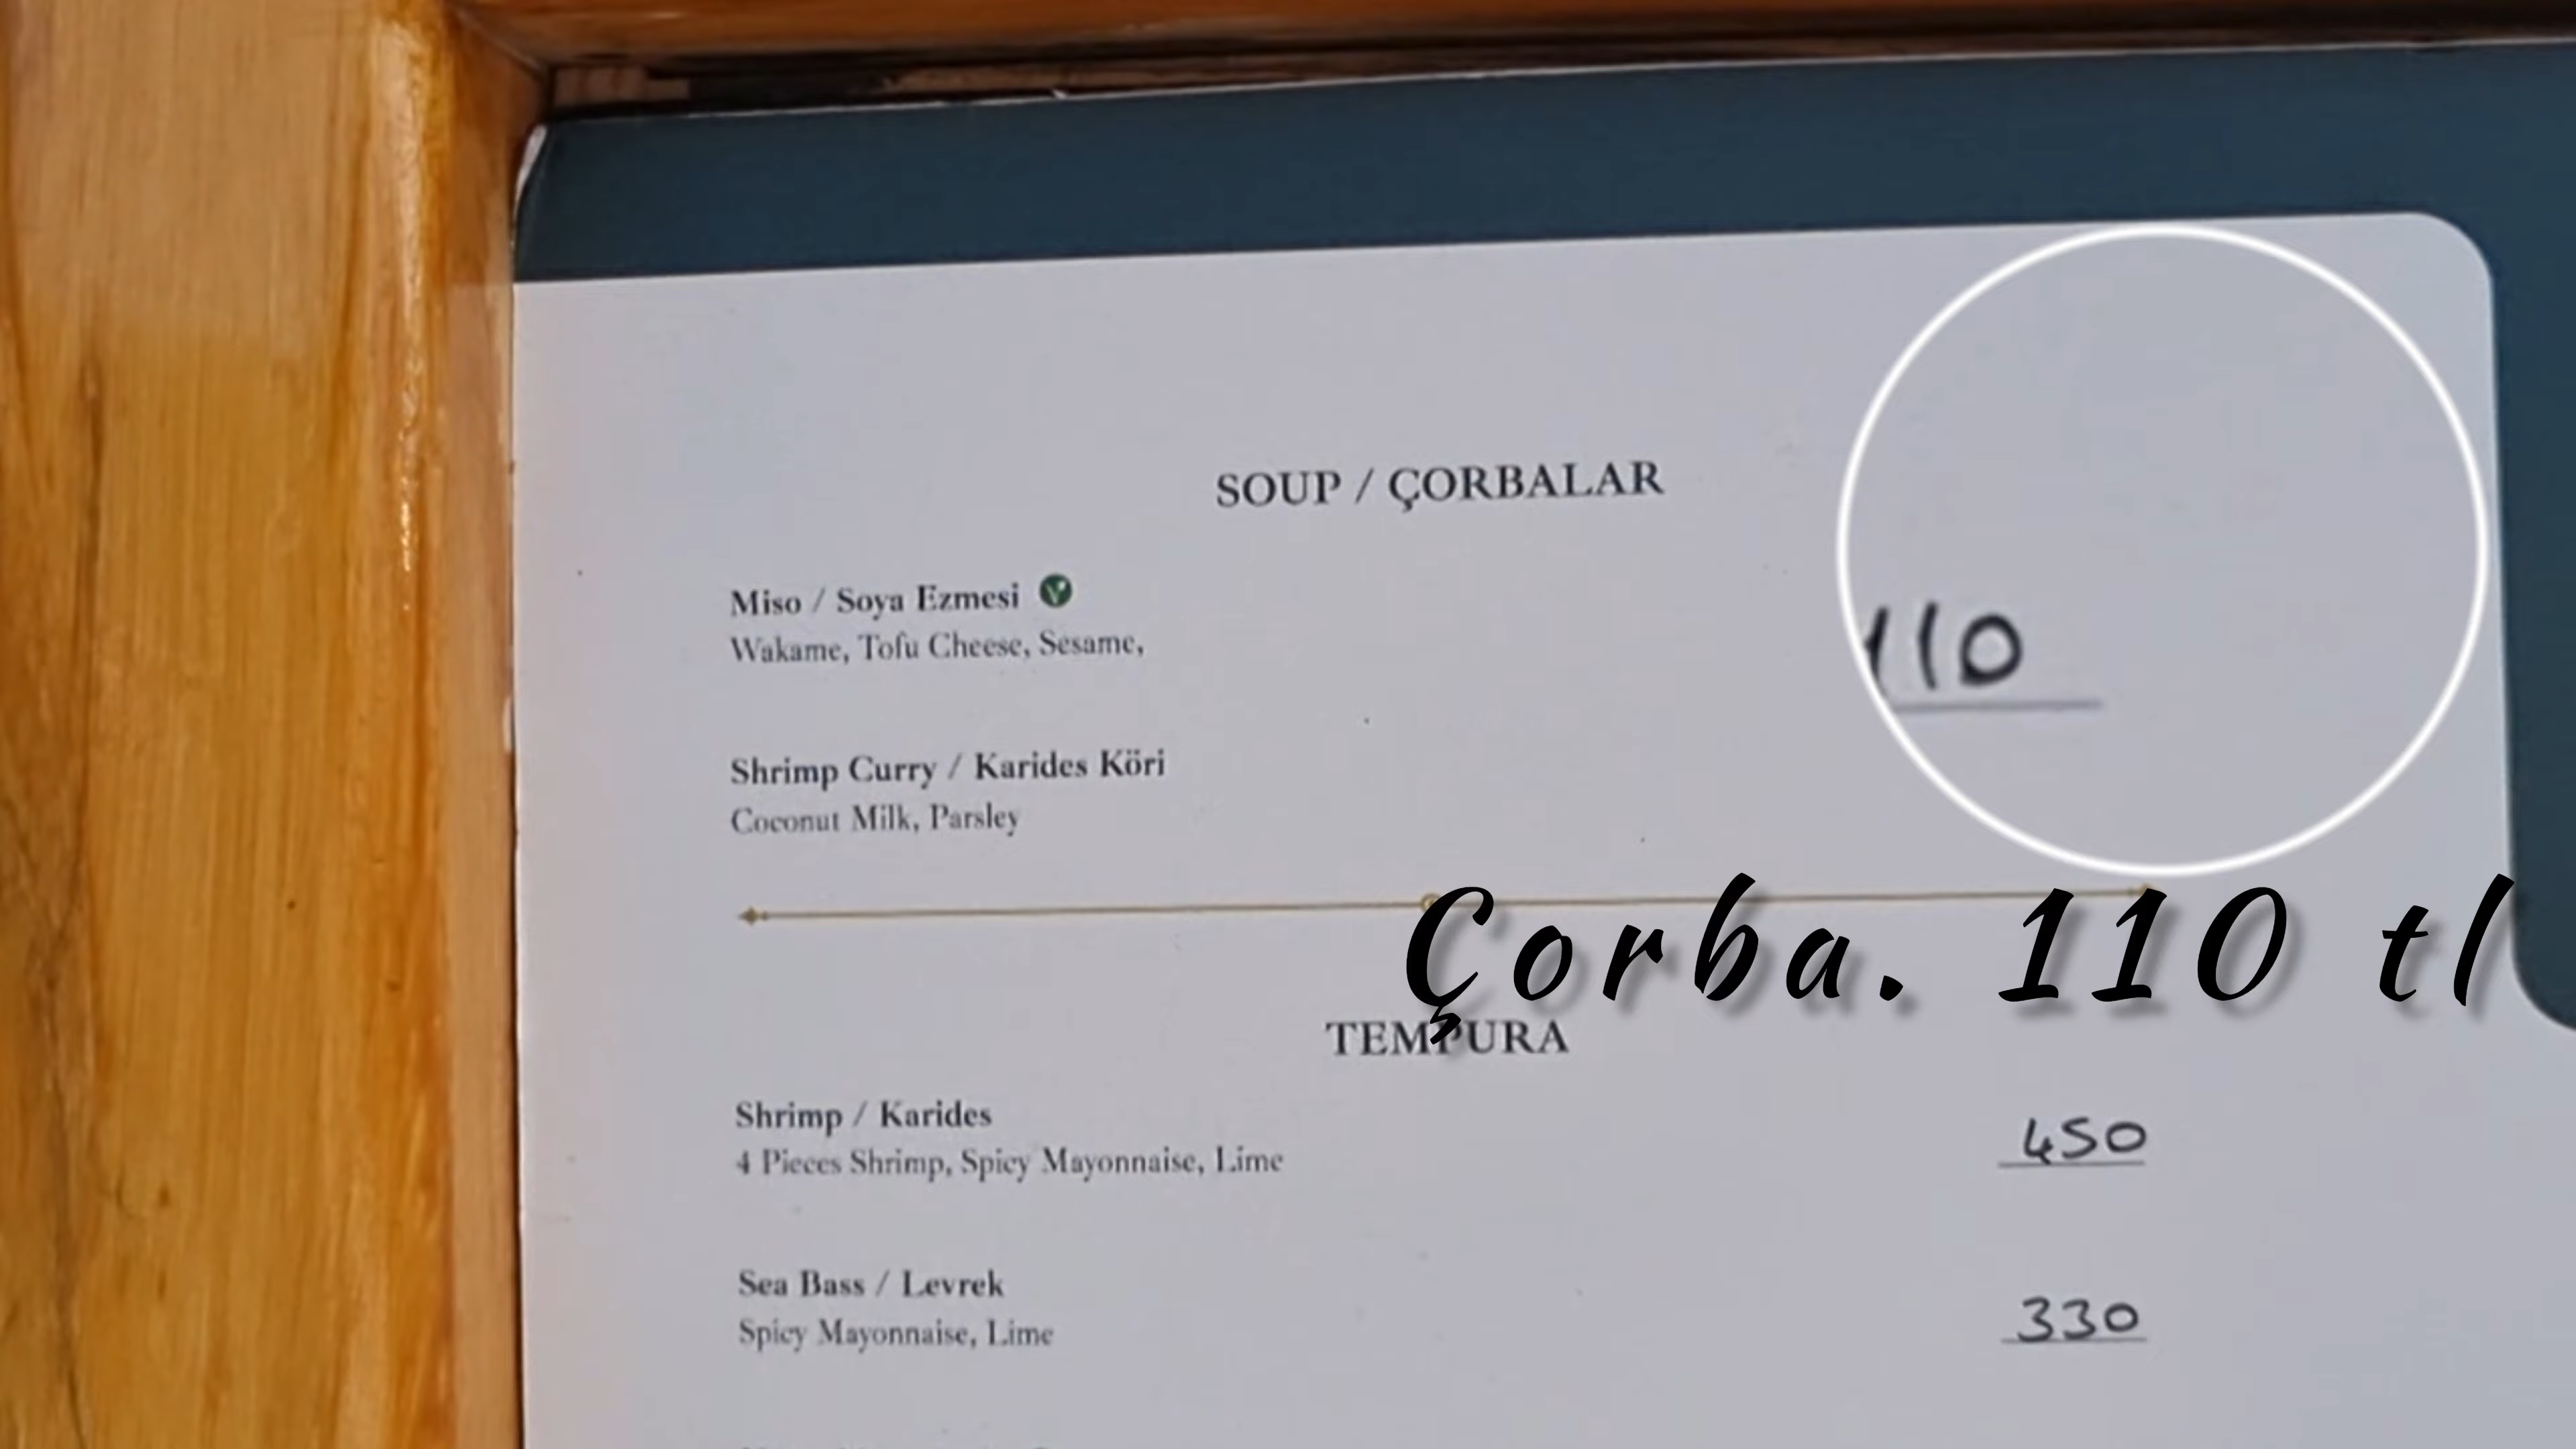 SOUP / ÇORBALAR
Miso / Soya Ezmesi V
Wakame, Tofu Cheese, Sesame,
110
Shrimp Curry / Karides Köri
Coconut Milk, Parsley
Çorba. 110 tl
TEMPURA
Shrimp / Karides
4 Pieces Shrimp, Spicy Mayonnaise, Lime
450
Sea Bass / Levrek
Spicy Mayonnaise, Lime
330